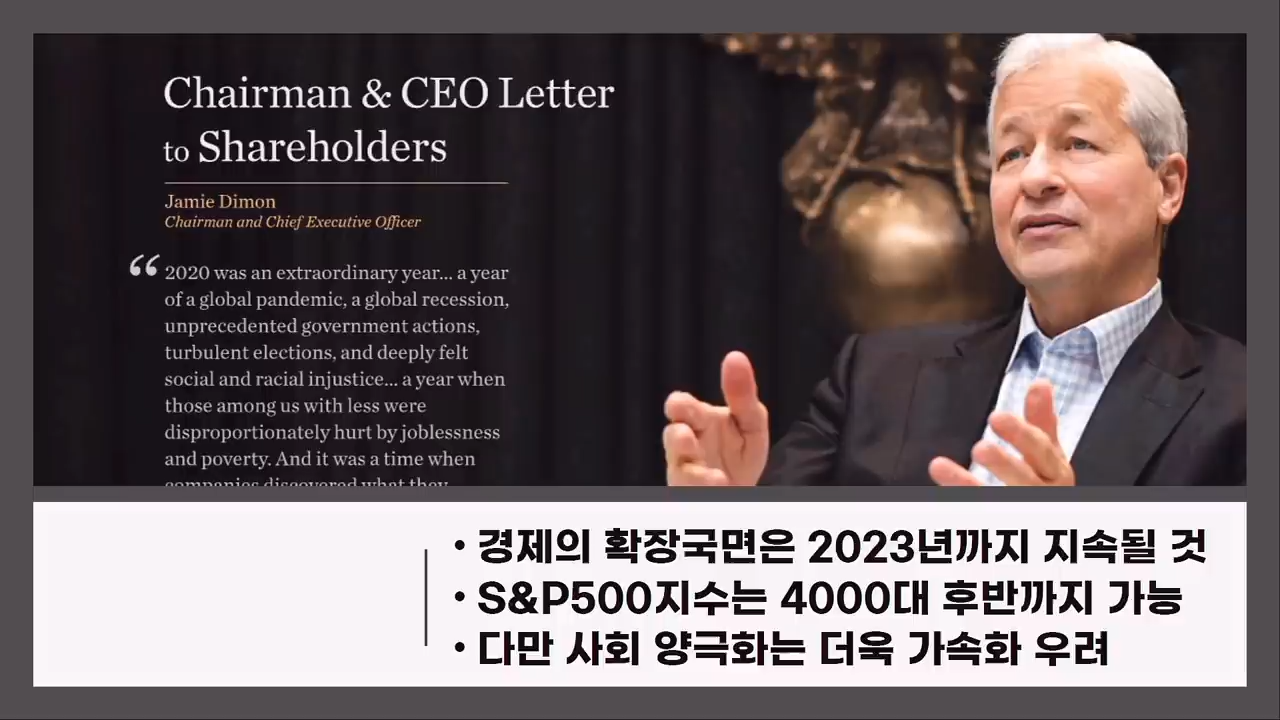 Chairman & CEO Letter
to Shareholders
Jamie Dimon
Chairman and Chief Executive Officer
“2020 was an extraordinary year... a year
of a global pandemic, a global recession,
unprecedented government actions,
turbulent elections, and deeply felt
social and racial injustice... a year when
those among us with less were
disproportionately hurt by joblessness
and poverty. And it was a time when
companies discovered what they
• 경제의 확장국면은 2023년까지 지속될 것
• S&P500지수는 4000대 후반까지 가능
• 다만 사회 양극화는 더욱 가속화 우려